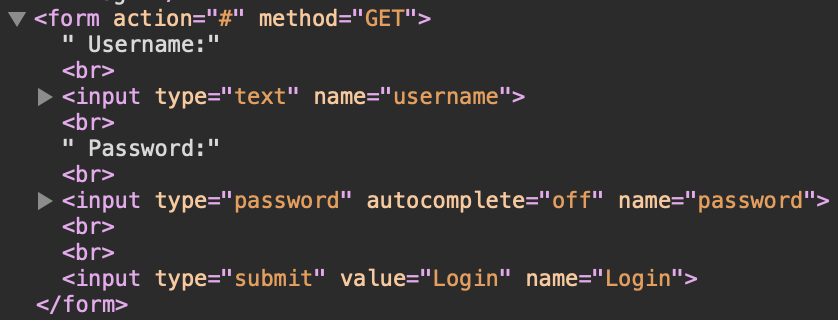 <form action="#" method="GET">
" Username:"
<br>
<input type="text" name="username">
<br>
" Password:"
<br>
<input type="password" autocomplete="off" name="password">
<br>
<br>
<input type="submit" value="Login" name="Login">
</form>